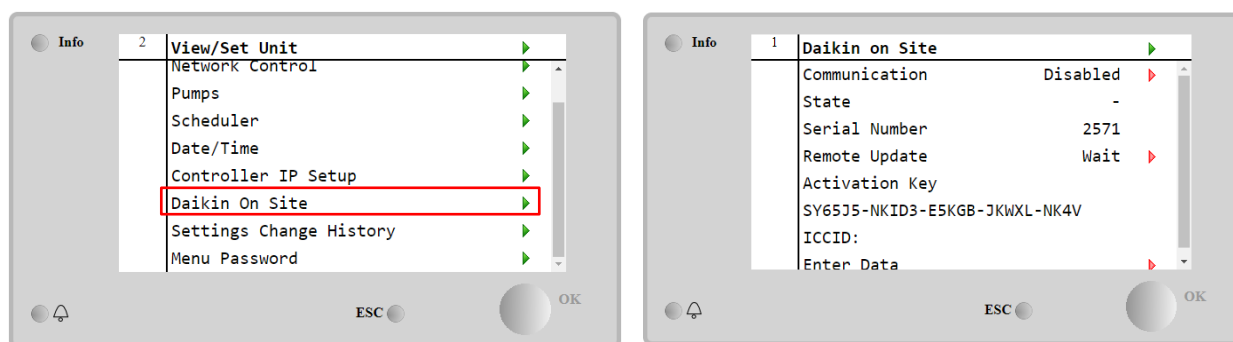 Info
2 View/Set Unit
Network Control
Pumps
Scheduler
Date/Time
Controller IP Setup
Daikin On Site
Settings Change History
Menu Password
ESC
OK
Info
1 Daikin on Site
Communication Disabled
State -
Serial Number 2571
Remote Update Wait
Activation Key
SY65J5-NKID3-E5KGB-JKWXL-NK4V
ICCID:
Enter Data
ESC
OK